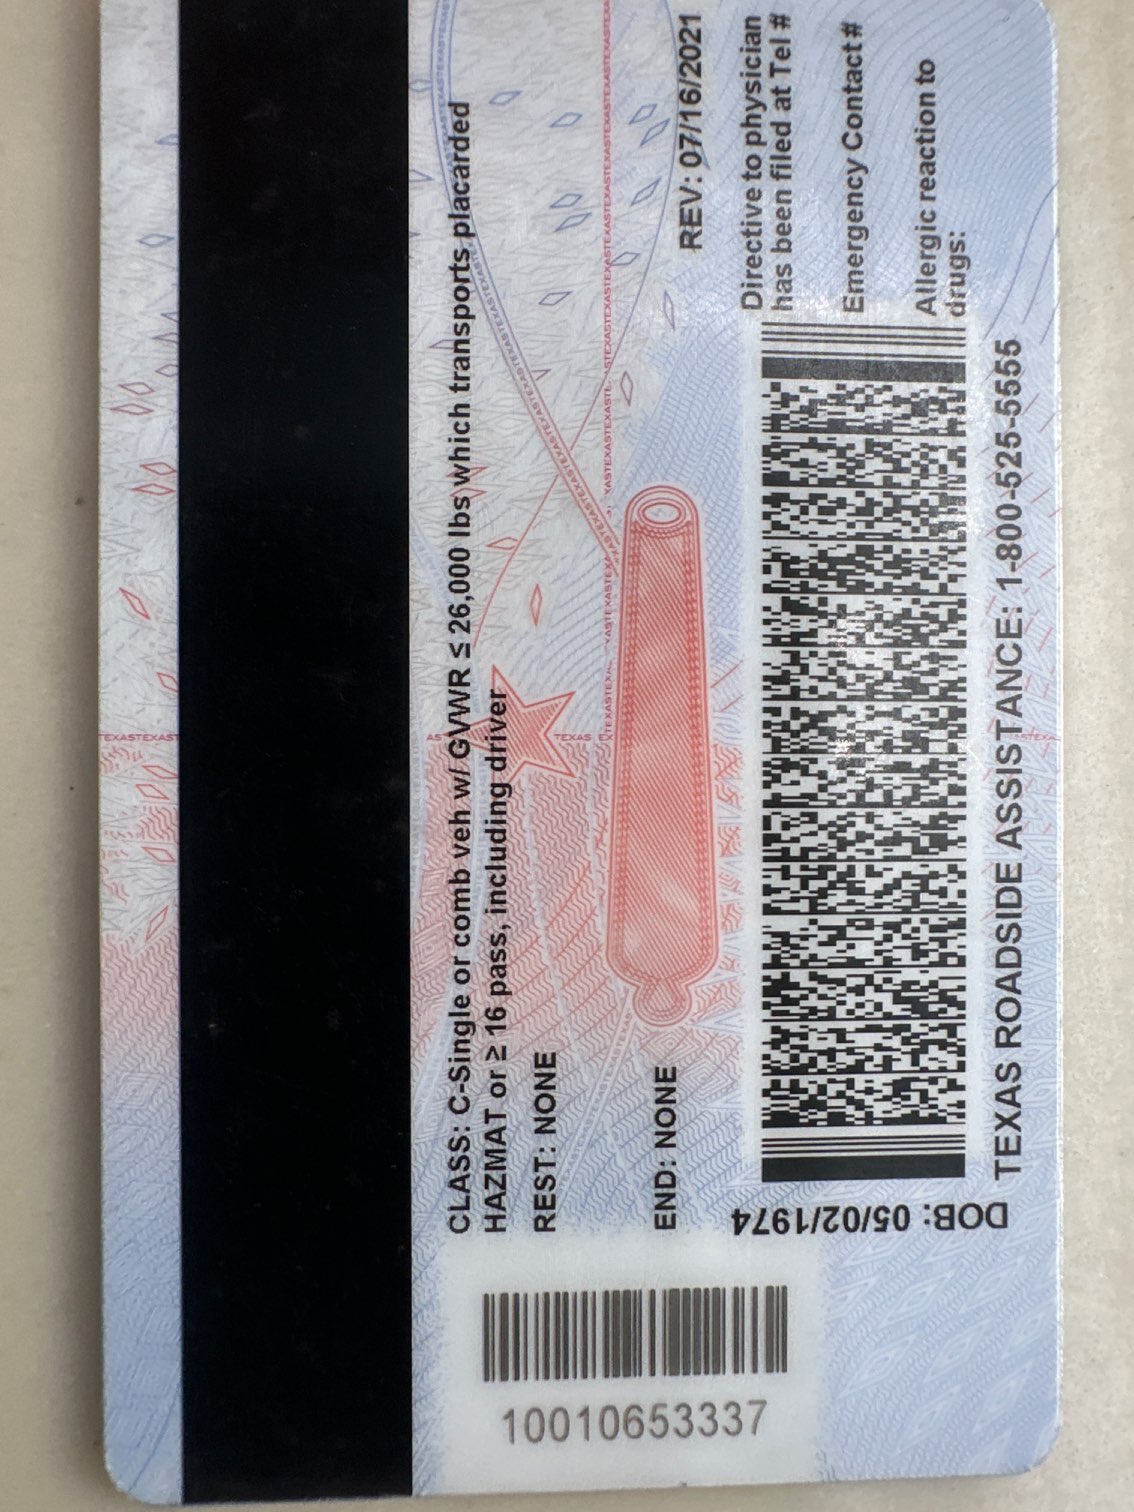 CLASS: C-Single or comb veh w/ GVWR ≤ 26,000 lbs which transports placarded
HAZMAT or ≥ 16 pass, including driver
REST: NONE
END: NONE
REV: 07/16/2021
Directive to physician
has been filed at Tel #
Emergency Contact#
Allergic reaction to
drugs:
DOB: 05/02/1974
TEXAS ROADSIDE ASSISTANCE: 1-800-525-5555
10010653337